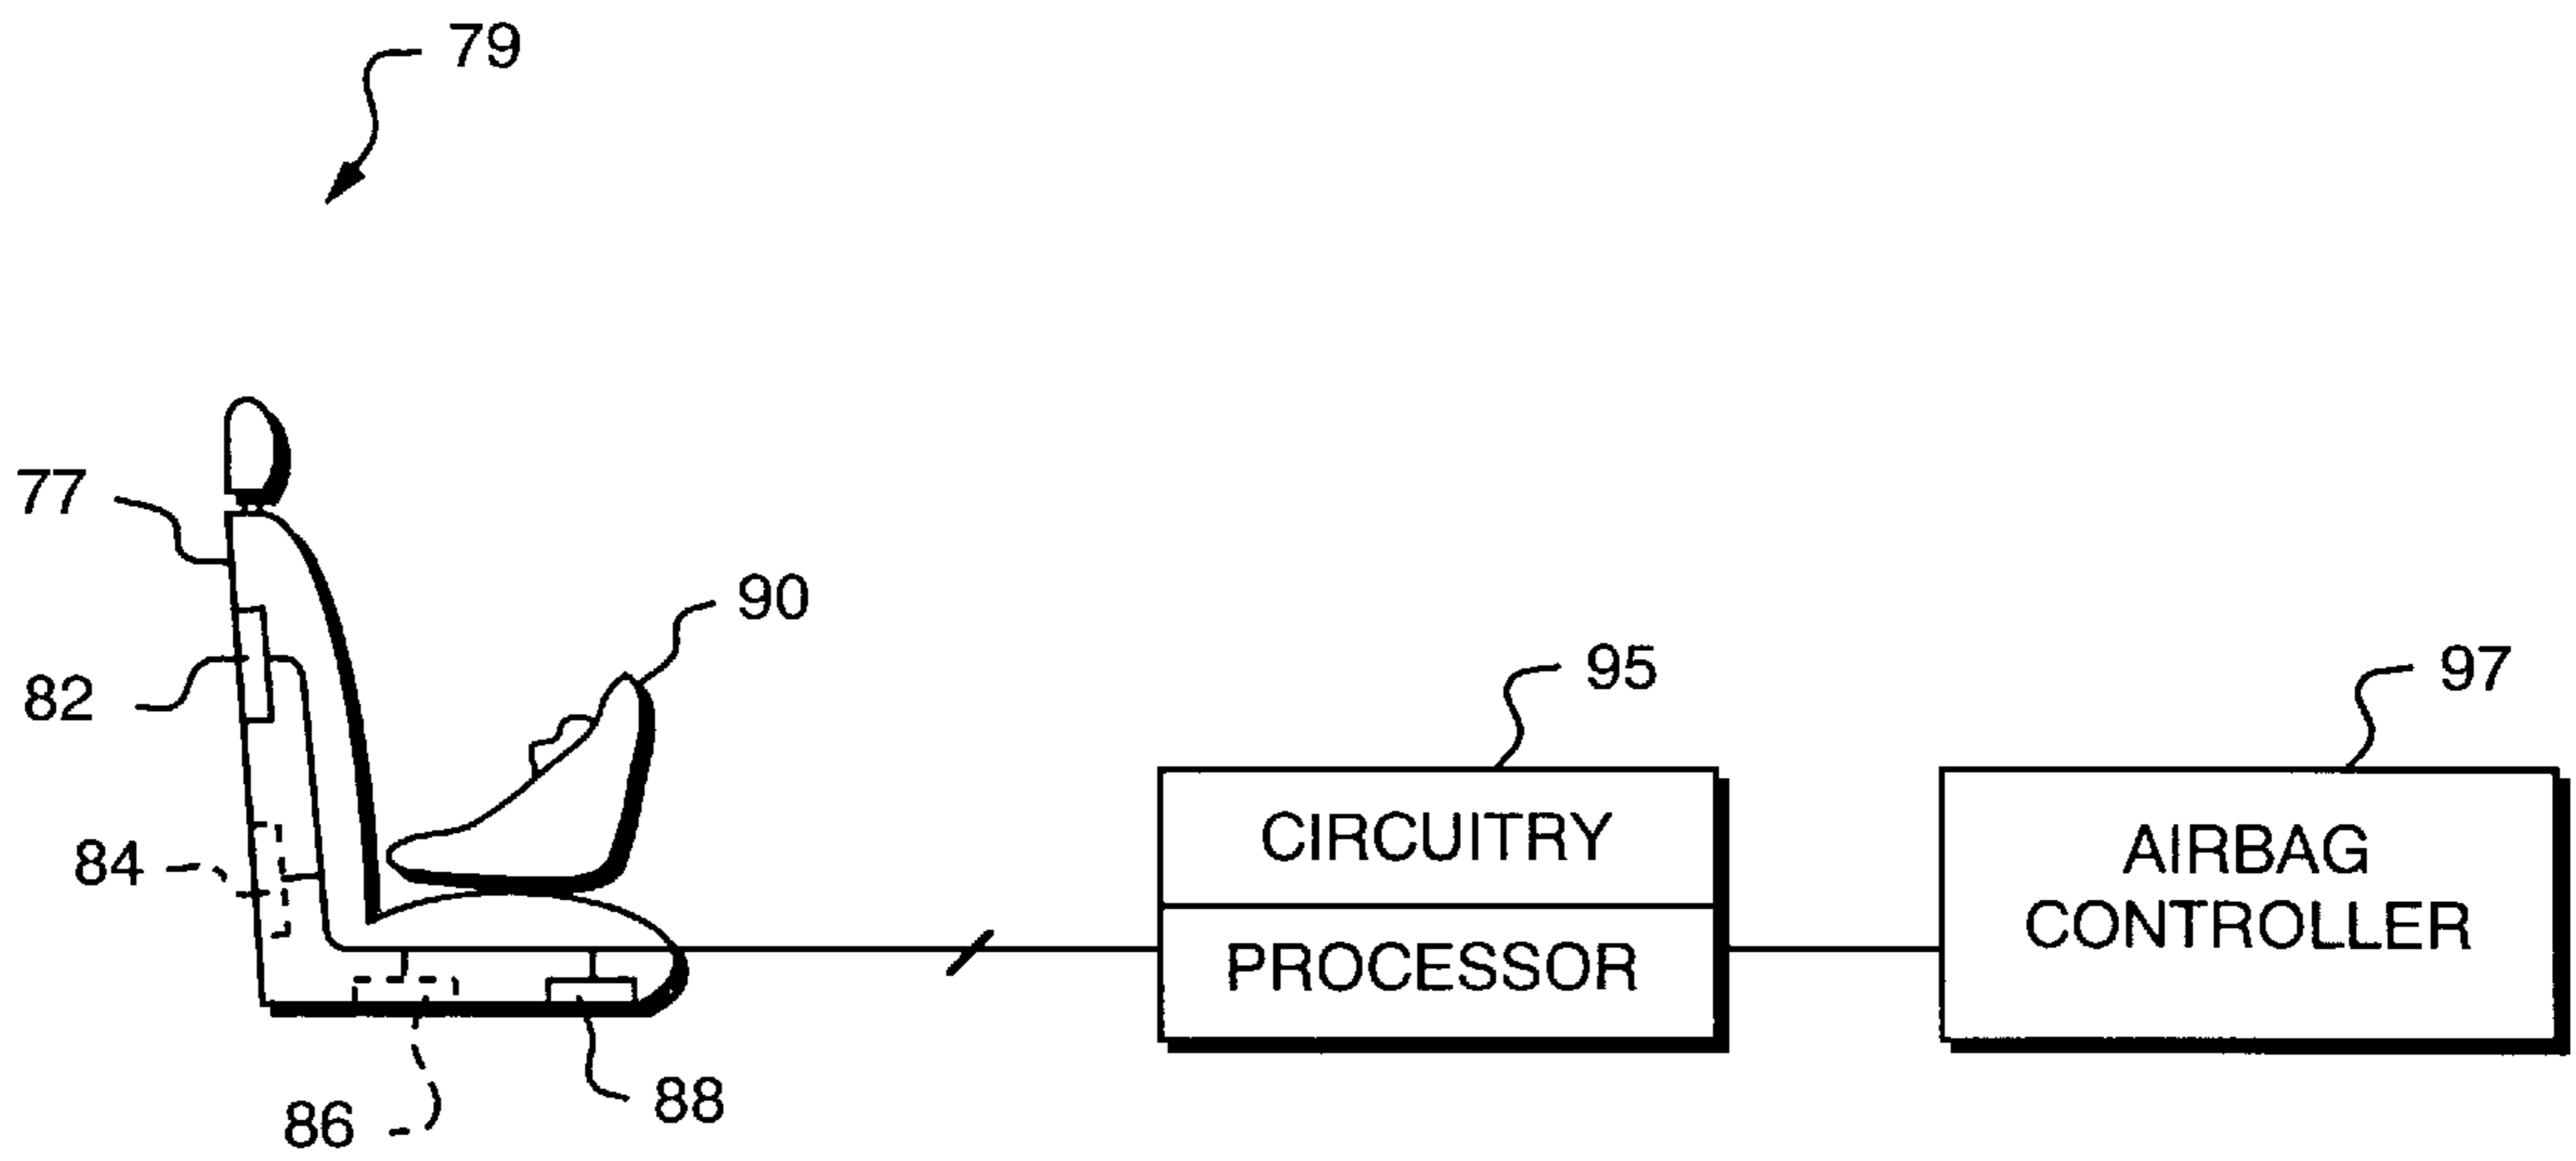 79
77
90
82
95
97
CIRCUITRY
AIRBAG
84
CONTROLLER
PROCESSOR
88
86